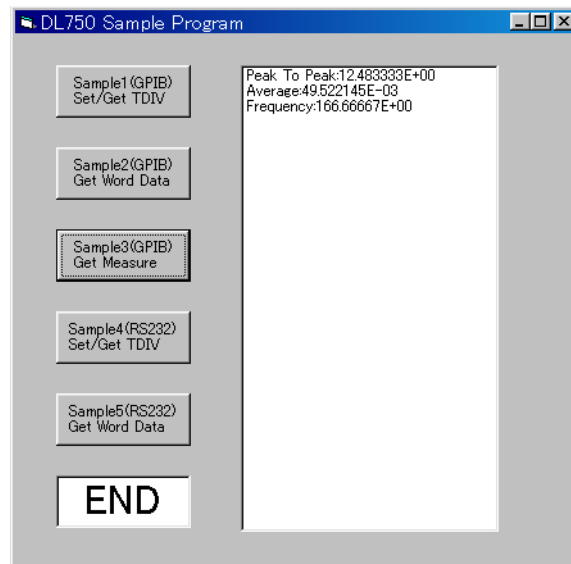 DL750 Sample Program
Sample1(GPIB)
Set/Get TDIV
Sample2(GPIB)
Get Word Data
Sample3(GPIB)
Get Measure
Sample4(RS232)
Set/Get TDIV
Sample5(RS232)
Get Word Data
END
Peak To Peak:12.483333E+00
Average:49.522145E-03
Frequency:166.66667E+00